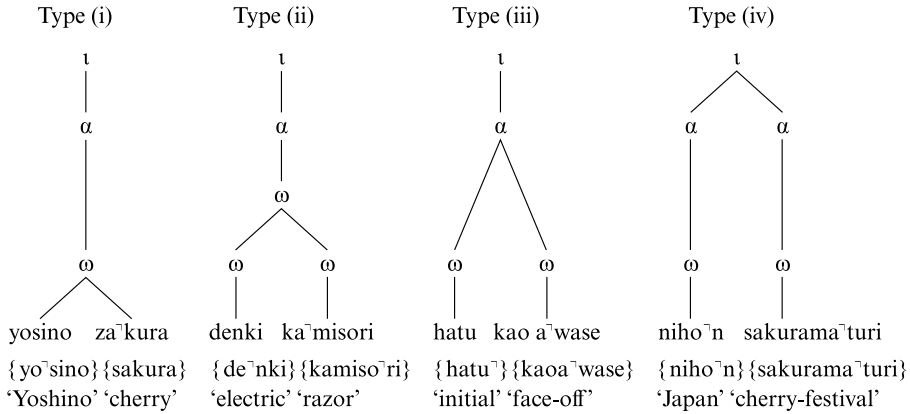 Type (i) Type (ii) Type (iii) Type (iv)
ι ι ι ι
α α α α α
ω
ω ω ω ω ω ω ω
yosino za˺kura denki ka˺misori hatu kao a˺wase niho˺n sakurama˺turi
{yo˺sino} {sakura} {de˺nki} {kamiso˺ri} {hatu˺} {kaoa˺wase} {niho˺n} {sakurama˺turi}
‘Yoshino’ ‘cherry’ ‘electric’ ‘razor’ ‘initial’ ‘face-off’ ‘Japan’ ‘cherry-festival’